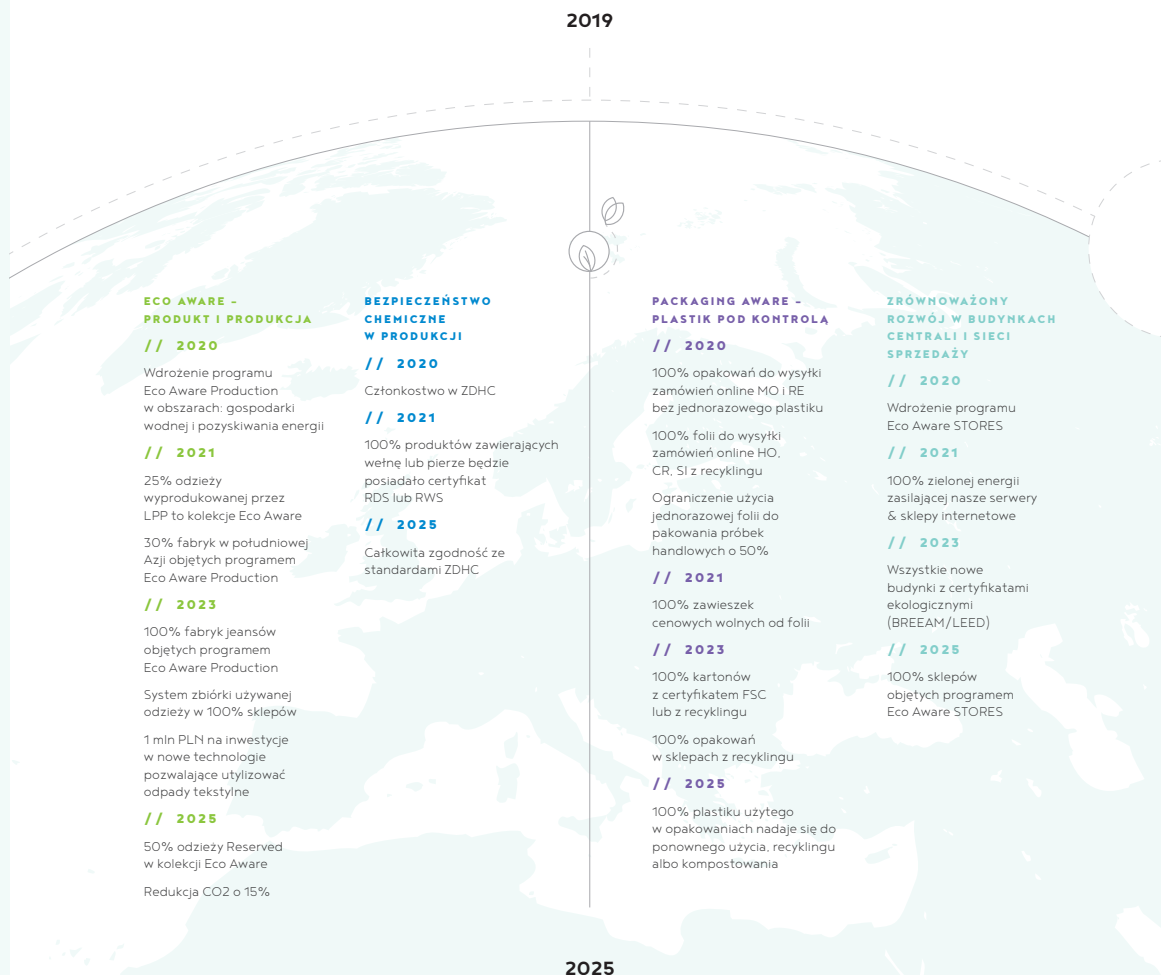 2019
ECO AWARE –
PRODUKT I PRODUKCJA
// 2020
Wdrożenie programu
Eco Aware Production
w obszarach: gospodarki
wodnej i pozyskiwania energii
// 2021
25% odzieży
wyprodukowanej przez
LPP to kolekcje Eco Aware
30% fabryk w południowej
Azji objętych programem
Eco Aware Production
// 2023
100% fabryk jeansów
objętych programem
Eco Aware Production
System zbiórki używanej
odzieży w 100% sklepów
1 mln PLN na inwestycje
w nowe technologie
pozwalające utylizować
odpady tekstylne
// 2025
50% odzieży Reserved
w kolekcji Eco Aware
Redukcja CO2 o 15%
BEZPIECZEŃSTWO
CHEMICZNE
W PRODUKCJI
// 2020
Członkostwo w ZDHC
// 2021
100% produktów zawierających
wełnę lub pierze będzie
posiadało certyfikat
RDS lub RWS
// 2025
Całkowita zgodność ze
standardami ZDHC
PACKAGING AWARE –
PLASTIK POD KONTROLĄ
// 2020
100% opakowań do wysyłki
zamówień online MO i RE
bez jednorazowego plastiku
100% folii do wysyłki
zamówień online HO,
CR, SI z recyklingu
Ograniczenie użycia
jednorazowej folii do
pakowania próbek
handlowych o 50%
// 2021
100% zawieszek
cenowych wolnych od folii
// 2023
100% kartonów
z certyfikatem FSC
lub z recyklingu
100% opakowań
w sklepach z recyklingu
// 2025
100% plastiku użytego
w opakowaniach nadaje się do
ponownego użycia, recyklingu
albo kompostowania
ZRÓWNOWAŻONY
ROZWÓJ W BUDYNKACH
CENTRALI I SIECI
SPRZEDAŻY
// 2020
Wdrożenie programu
Eco Aware STORES
// 2021
100% zielonej energii
zasilającej nasze serwery
& sklepy internetowe
// 2023
Wszystkie nowe
budynki z certyfikatami
ekologicznymi
(BREEAM/LEED)
// 2025
100% sklepów
objętych programem
Eco Aware STORES
2025